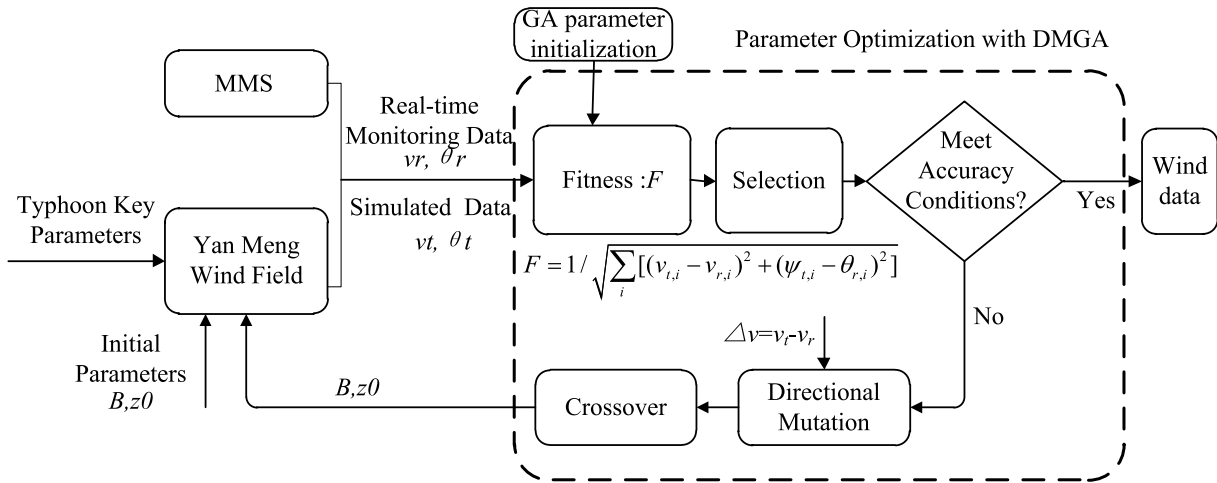 GA parameter
initialization
Parameter Optimization with DMGA
MMS
Real-time
Monitoring Data
vr, θr
Simulated Data
vt, θt
Typhoon Key
Parameters
Yan Meng
Wind Field
Initial
Parameters
B,z0
Fitness :F
Selection
Meet
Accuracy
Conditions?
Yes
Wind
data
F = 1/√∑i[(vt,i − vr,i)² + (ψt,i − θr,i)²]
No
△v=vt-vr
Directional
Mutation
Crossover
B,z0